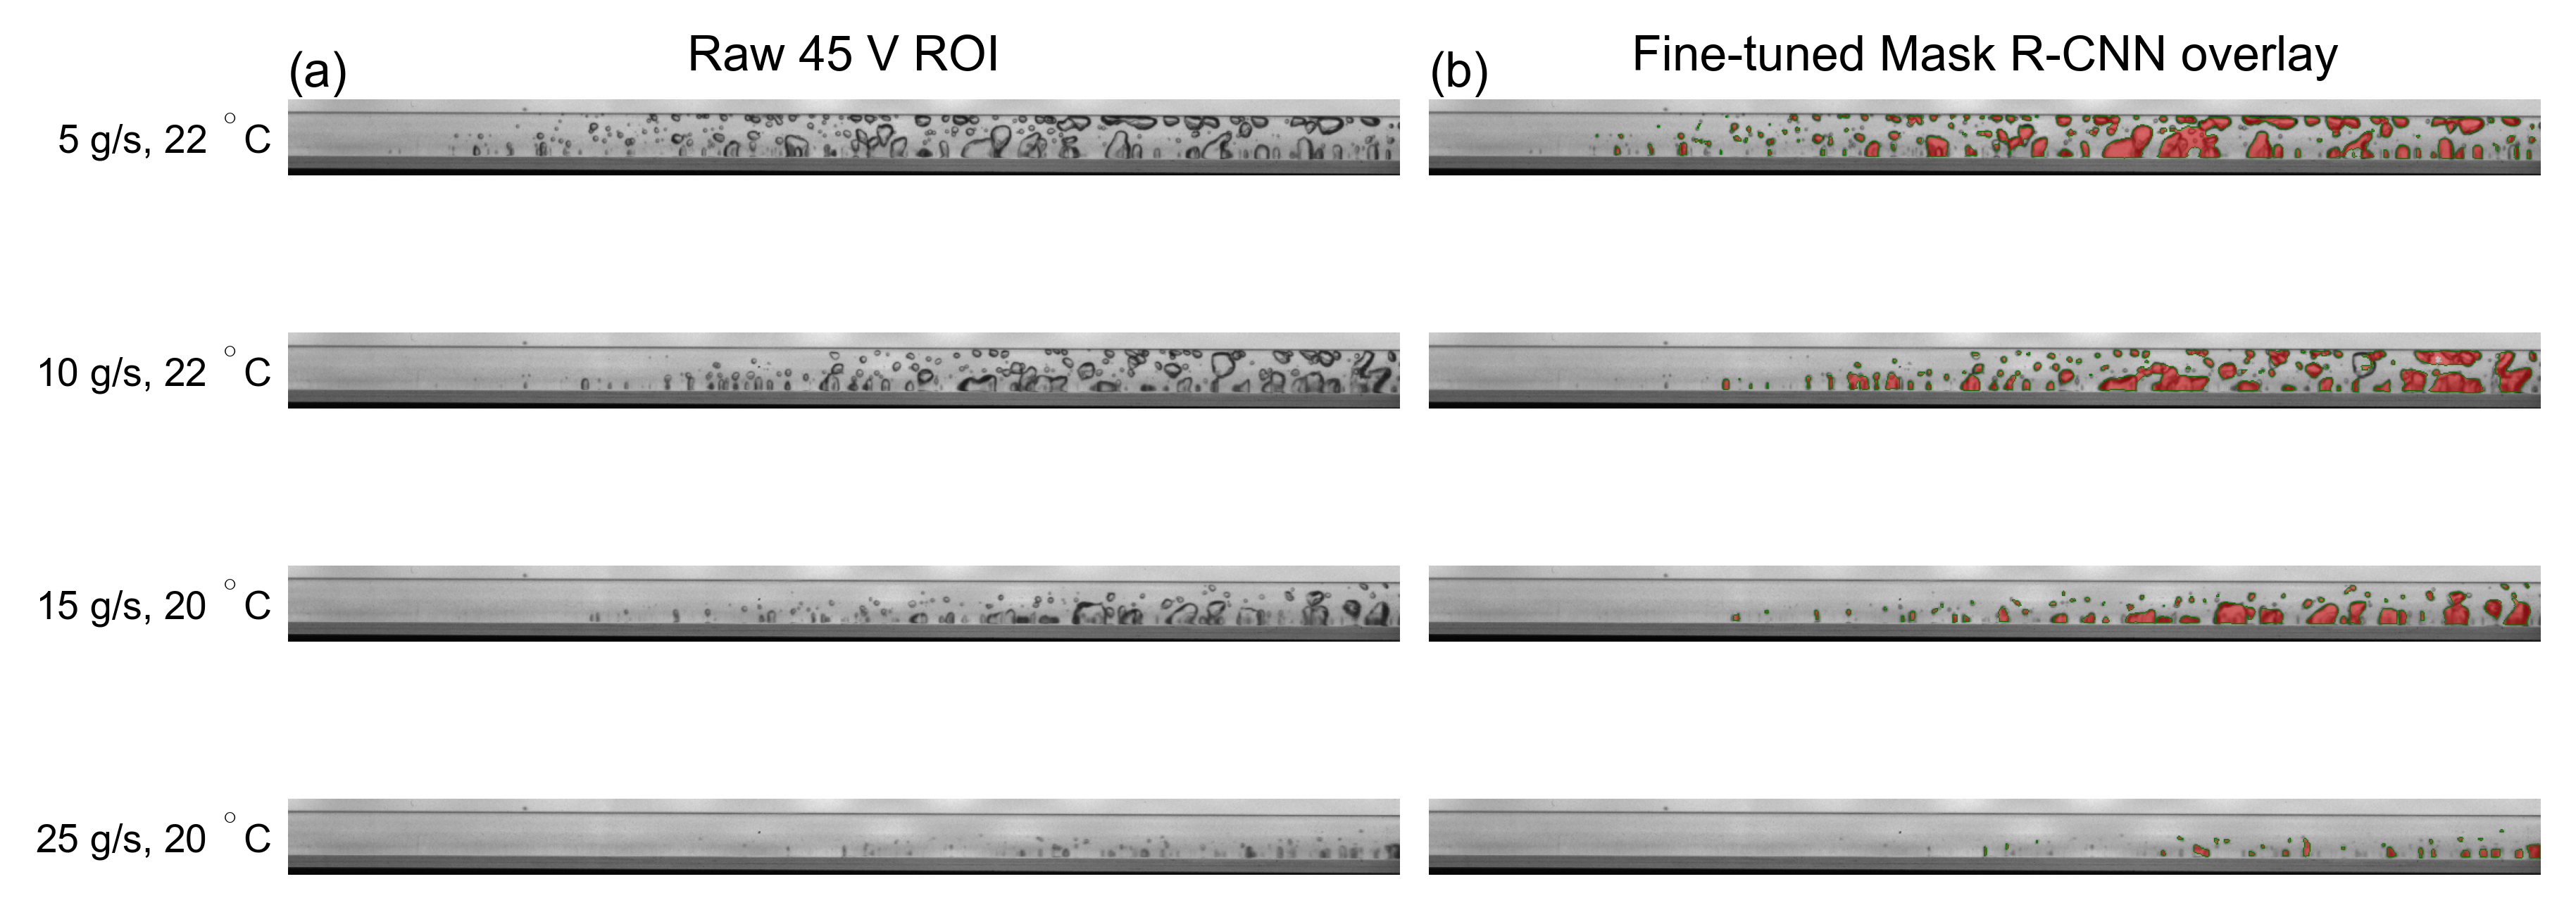 (a) Raw 45 V ROI
(b) Fine-tuned Mask R-CNN overlay
5 g/s, 22 °C
10 g/s, 22 °C
15 g/s, 20 °C
25 g/s, 20 °C